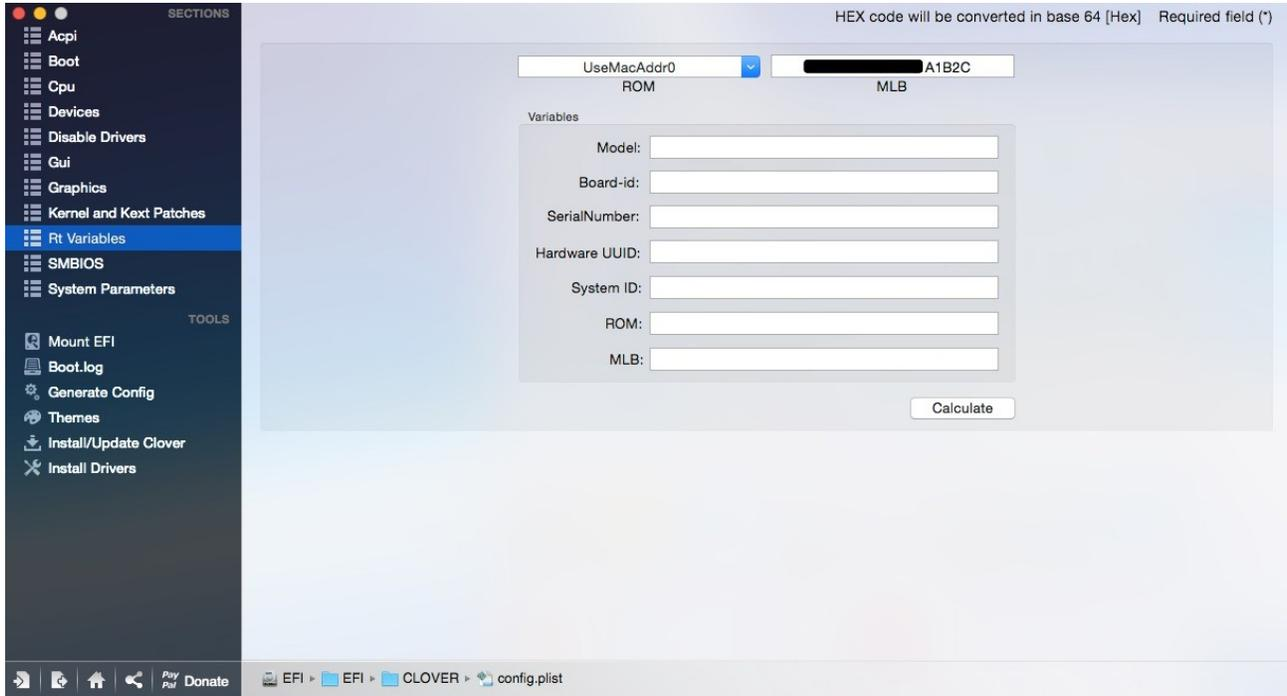 SECTIONS
Acpi
Boot
Cpu
Devices
Disable Drivers
Gui
Graphics
Kernel and Kext Patches
Rt Variables
SMBIOS
System Parameters
TOOLS
Mount EFI
Boot.log
Generate Config
Themes
Install/Update Clover
Install Drivers
PayPal Donate
HEX code will be converted in base 64 [Hex] Required field (*)
UseMacAddr0 A1B2C
ROM MLB
Variables
Model:
Board-id:
SerialNumber:
Hardware UUID:
System ID:
ROM:
MLB:
Calculate
EFI ▸ EFI ▸ CLOVER ▸ config.plist